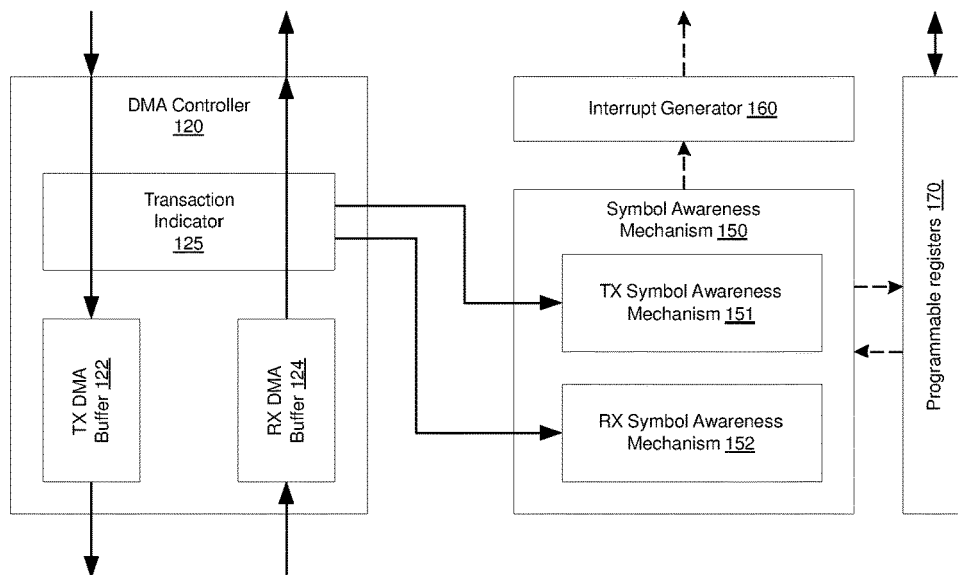 DMA Controller
120
Transaction
Indicator
125
TX DMA
Buffer 122
RX DMA
Buffer 124
Interrupt Generator 160
Symbol Awareness
Mechanism 150
TX Symbol Awareness
Mechanism 151
RX Symbol Awareness
Mechanism 152
Programmable registers 170